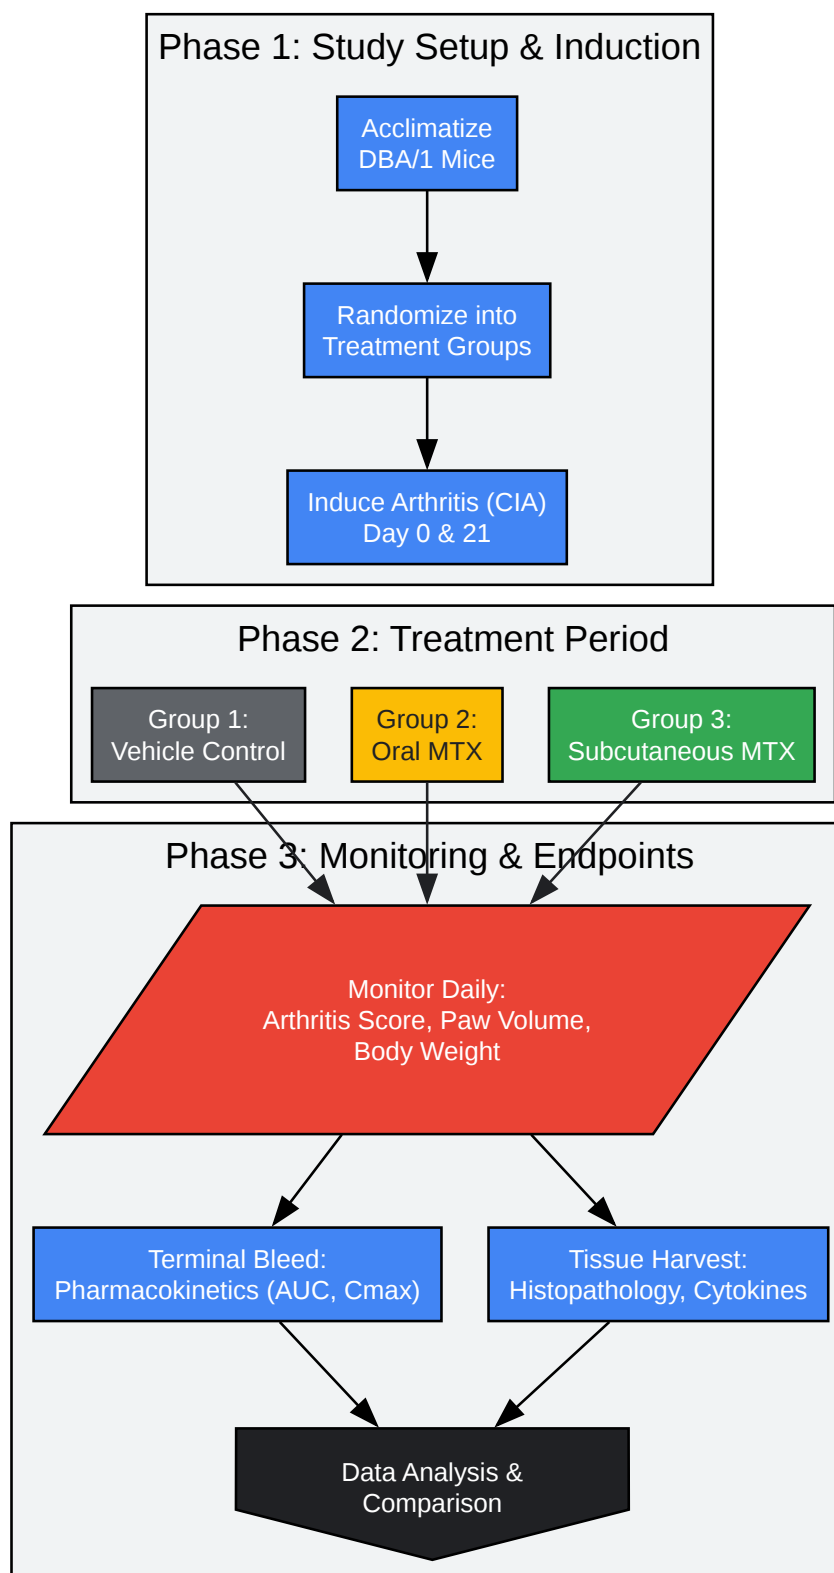 Phase 1: Study Setup & Induction
Acclimatize
DBA/1 Mice
Randomize into
Treatment Groups
Induce Arthritis (CIA)
Day 0 & 21
Phase 2: Treatment Period
Group 1:
Vehicle Control
Group 2:
Oral MTX
Group 3:
Subcutaneous MTX
Phase 3: Monitoring & Endpoints
Monitor Daily:
Arthritis Score, Paw Volume,
Body Weight
Terminal Bleed:
Pharmacokinetics (AUC, Cmax)
Tissue Harvest:
Histopathology, Cytokines
Data Analysis &
Comparison